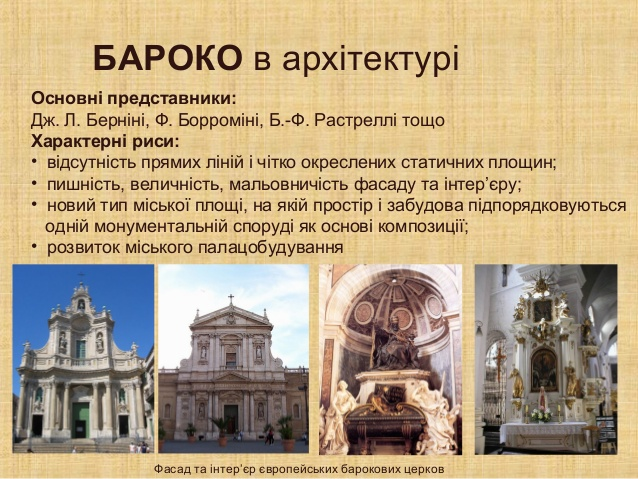 БАРОКО в архітектурі
Основні представники:
Дж. Л. Берніні, Ф. Борроміні, Б.-Ф. Растреллі тощо
Характерні риси:
• відсутність прямих ліній і чітко окреслених статичних площин;
• пишність, величність, мальовничість фасаду та інтер’єру;
• новий тип міської площі, на якій простір і забудова підпорядковуються
одній монументальній споруді як основі композиції;
• розвиток міського палацобудування
Фасад та інтер’єр європейських барокових церков